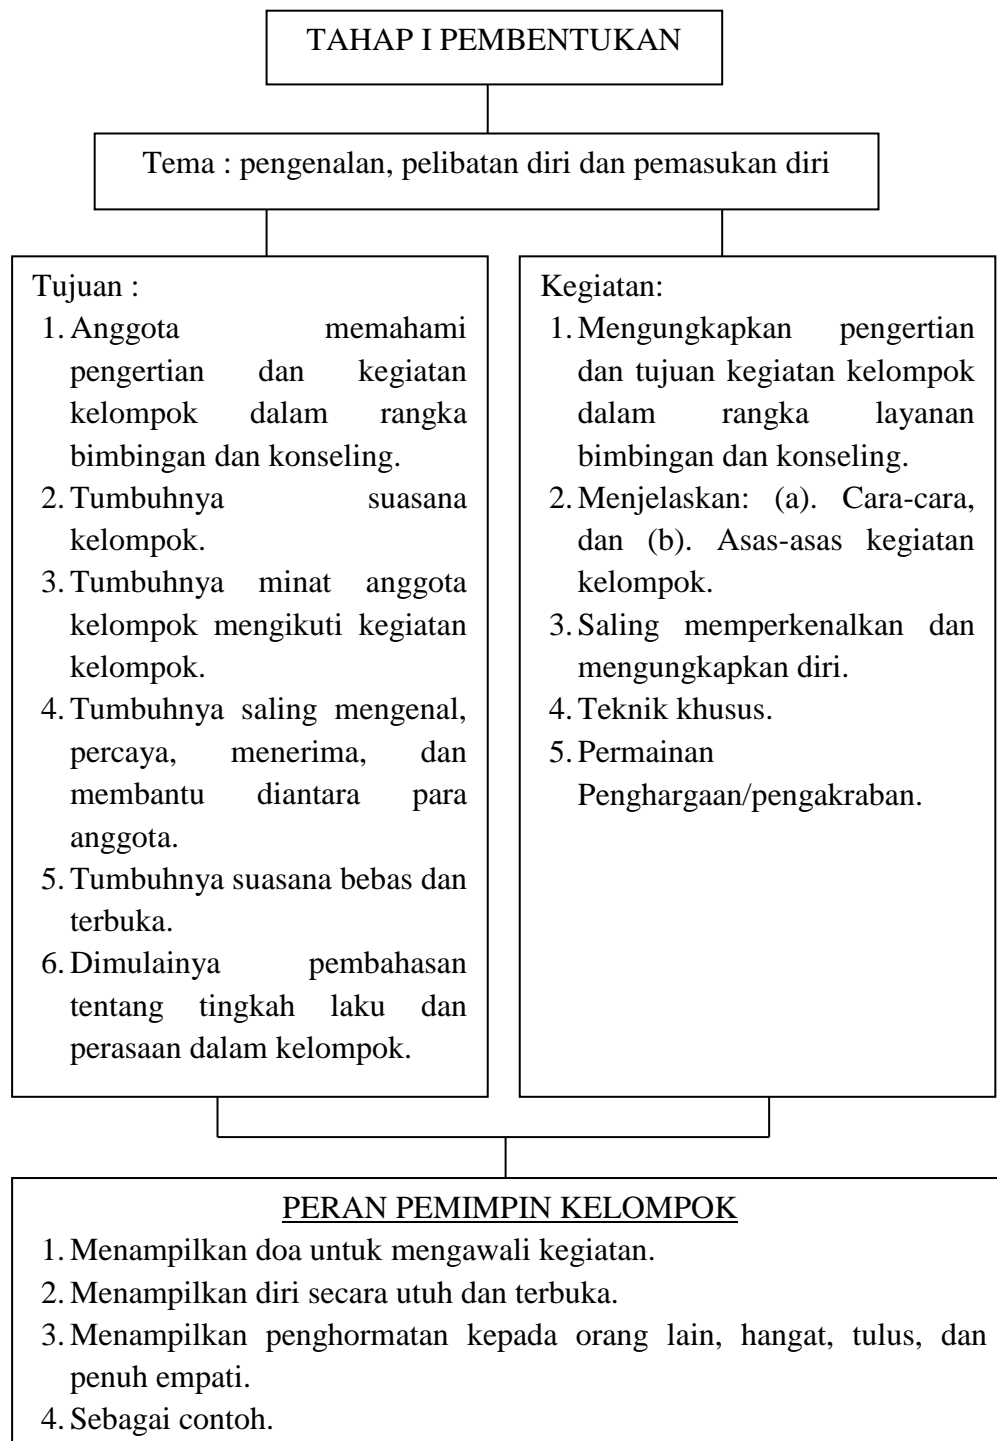 TAHAP I PEMBENTUKAN
Tema : pengenalan, pelibatan diri dan pemasukan diri
Tujuan :
1. Anggota memahami
pengertian dan kegiatan
kelompok dalam rangka
bimbingan dan konseling.
2. Tumbuhnya suasana
kelompok.
3. Tumbuhnya minat anggota
kelompok mengikuti kegiatan
kelompok.
4. Tumbuhnya saling mengenal,
percaya, menerima, dan
membantu diantara para
anggota.
5. Tumbuhnya suasana bebas dan
terbuka.
6. Dimulainya pembahasan
tentang tingkah laku dan
perasaan dalam kelompok.
Kegiatan:
1. Mengungkapkan pengertian
dan tujuan kegiatan kelompok
dalam rangka layanan
bimbingan dan konseling.
2. Menjelaskan: (a). Cara-cara,
dan (b). Asas-asas kegiatan
kelompok.
3. Saling memperkenalkan dan
mengungkapkan diri.
4. Teknik khusus.
5. Permainan
Penghargaan/pengakraban.
PERAN PEMIMPIN KELOMPOK
1. Menampilkan doa untuk mengawali kegiatan.
2. Menampilkan diri secara utuh dan terbuka.
3. Menampilkan penghormatan kepada orang lain, hangat, tulus, dan
penuh empati.
4. Sebagai contoh.